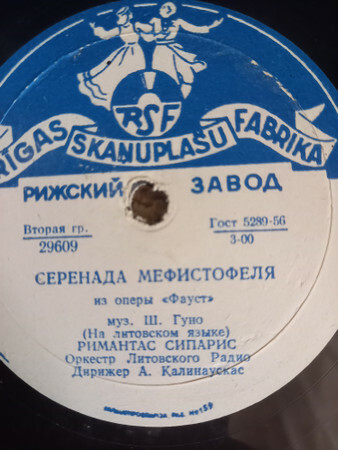 RSF
RIGAS SKAŅUPLAŠU FABRIKA
РИЖСКИЙ ЗАВОД
Вторая гр. Гост 5289-56
29609 3-00
СЕРЕНАДА МЕФИСТОФЕЛЯ
из оперы «Фауст»
муз. Ш. Гуно
(На литовском языке)
РИМАНТАС СИПАРИС
Оркестр Литовского Радио
Дирижер А. Калинаускас